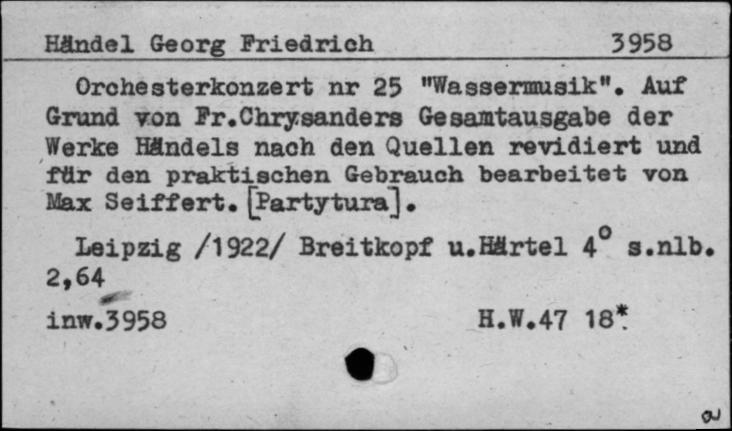 Händel Georg Friedrich 3958
Orchesterkonzert nr 25 "Wassermusik". Auf
Grund von Fr.Chrysanders Gesamtausgabe der
Werke Händels nach den Quellen revidiert und
für den praktischen Gebrauch bearbeitet von
Max Seiffert. [Partytura].
Leipzig /1922/ Breitkopf u.Härtel 4° s.nlb.
2,64
inw.3958 H.W.47 18*.